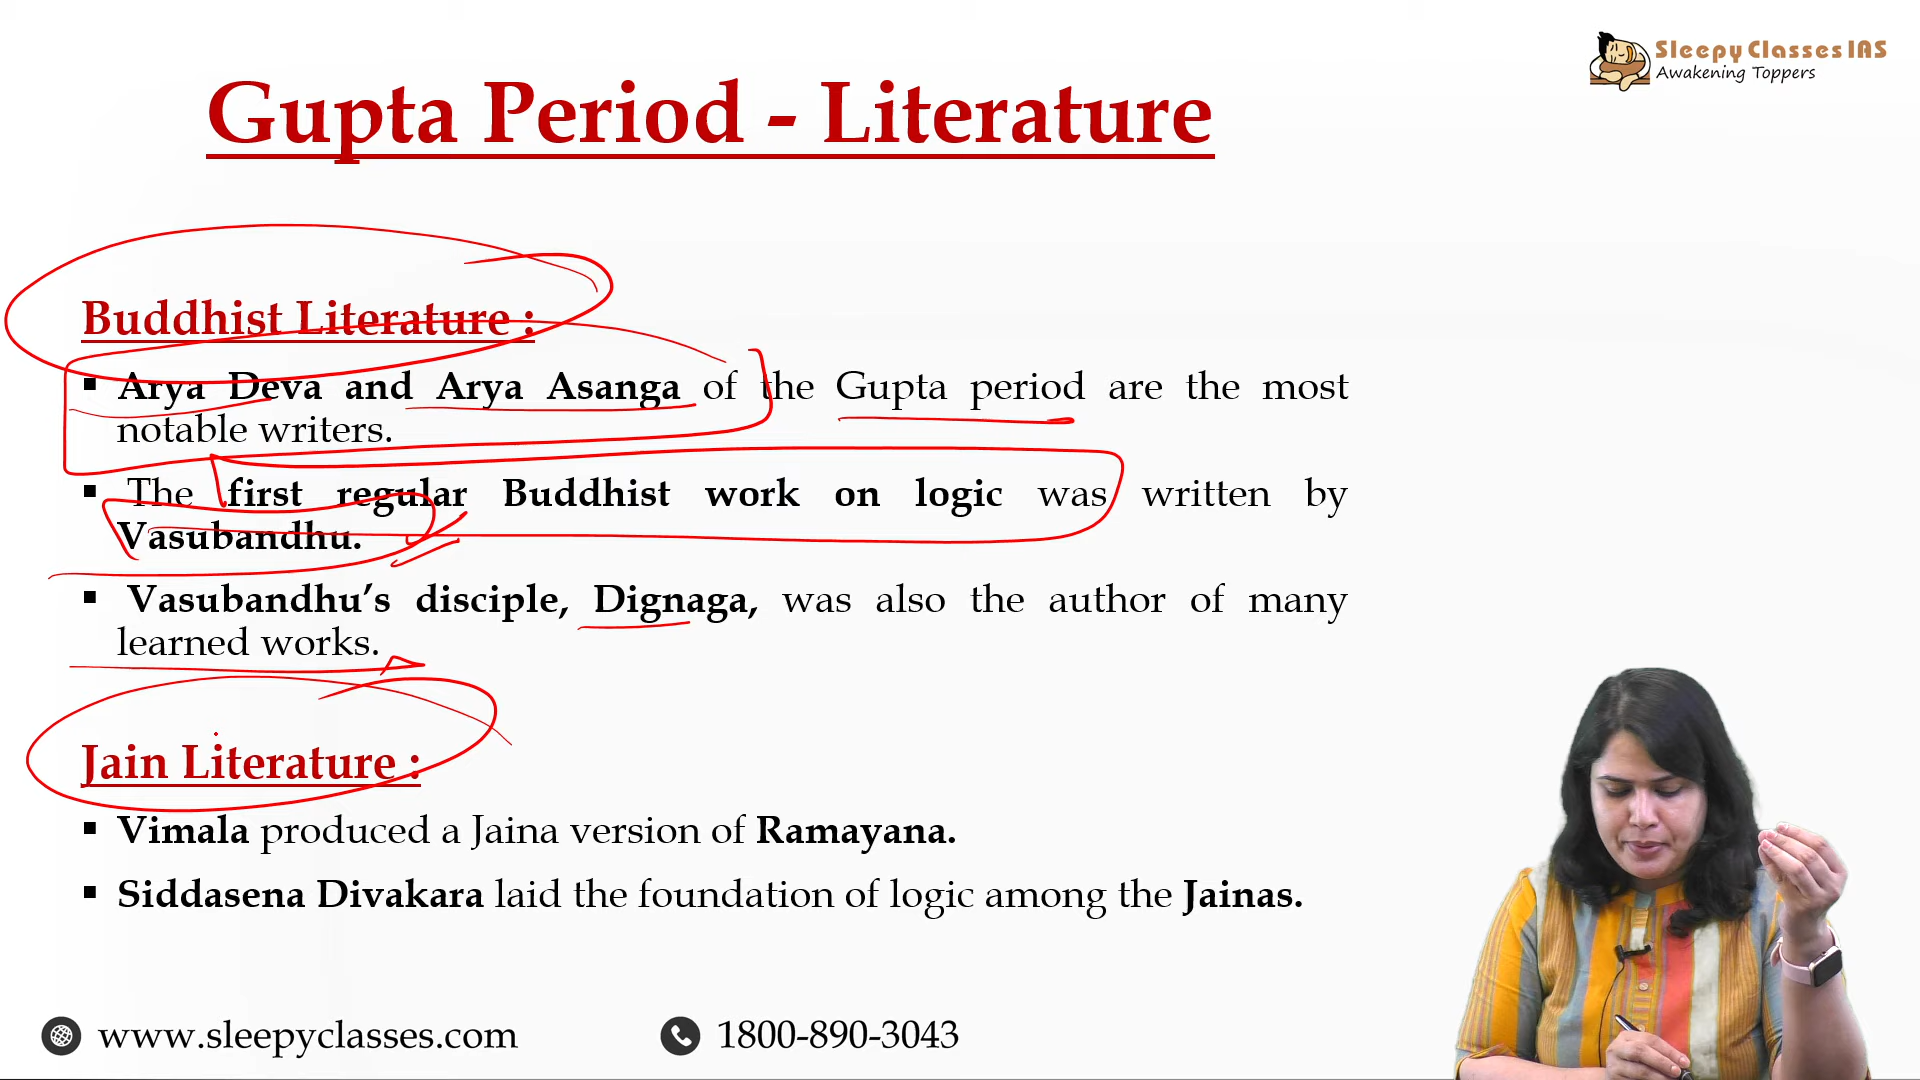 Sleepy Classes IAS
Awakening Toppers
Gupta Period - Literature
Buddhist Literature :
▪ Arya Deva and Arya Asanga of the Gupta period are the most
notable writers.
▪ The first regular Buddhist work on logic was written by
Vasubandhu.
▪ Vasubandhu’s disciple, Dignaga, was also the author of many
learned works.
Jain Literature :
▪ Vimala produced a Jaina version of Ramayana.
▪ Siddasena Divakara laid the foundation of logic among the Jainas.
www.sleepyclasses.com 1800-890-3043